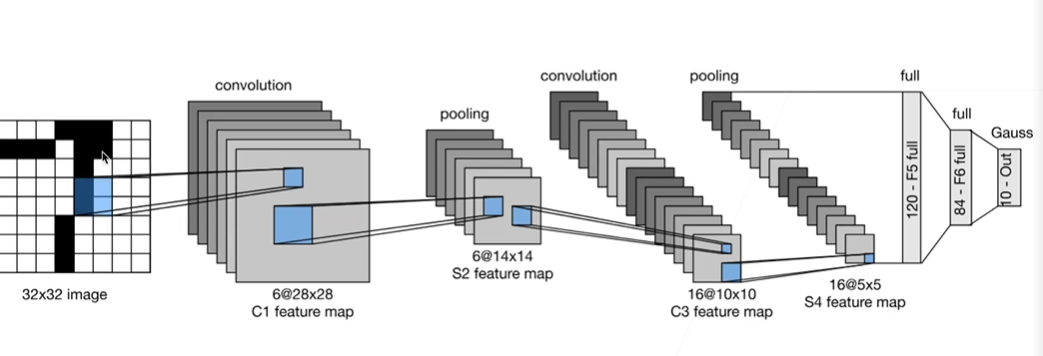 convolution
pooling
convolution
pooling
full
full
Gauss
120 - F5 full
84 - F6 full
10 - Out
32x32 image
6@28x28
C1 feature map
6@14x14
S2 feature map
16@10x10
C3 feature map
16@5x5
S4 feature map